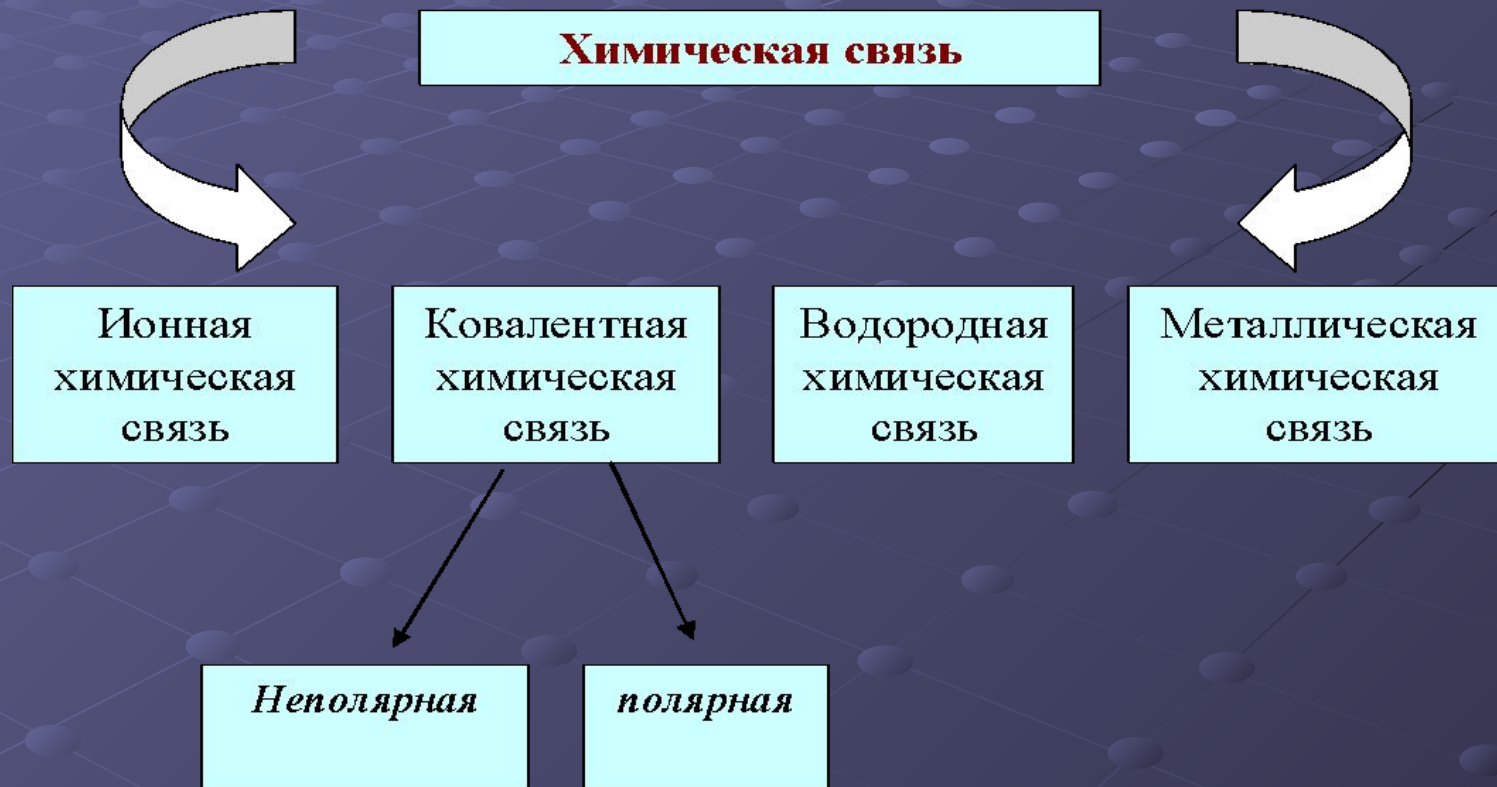 Химическая связь
Ионная
химическая
связь
Ковалентная
химическая
связь
Водородная
химическая
связь
Металлическая
химическая
связь
Неполярная
полярная